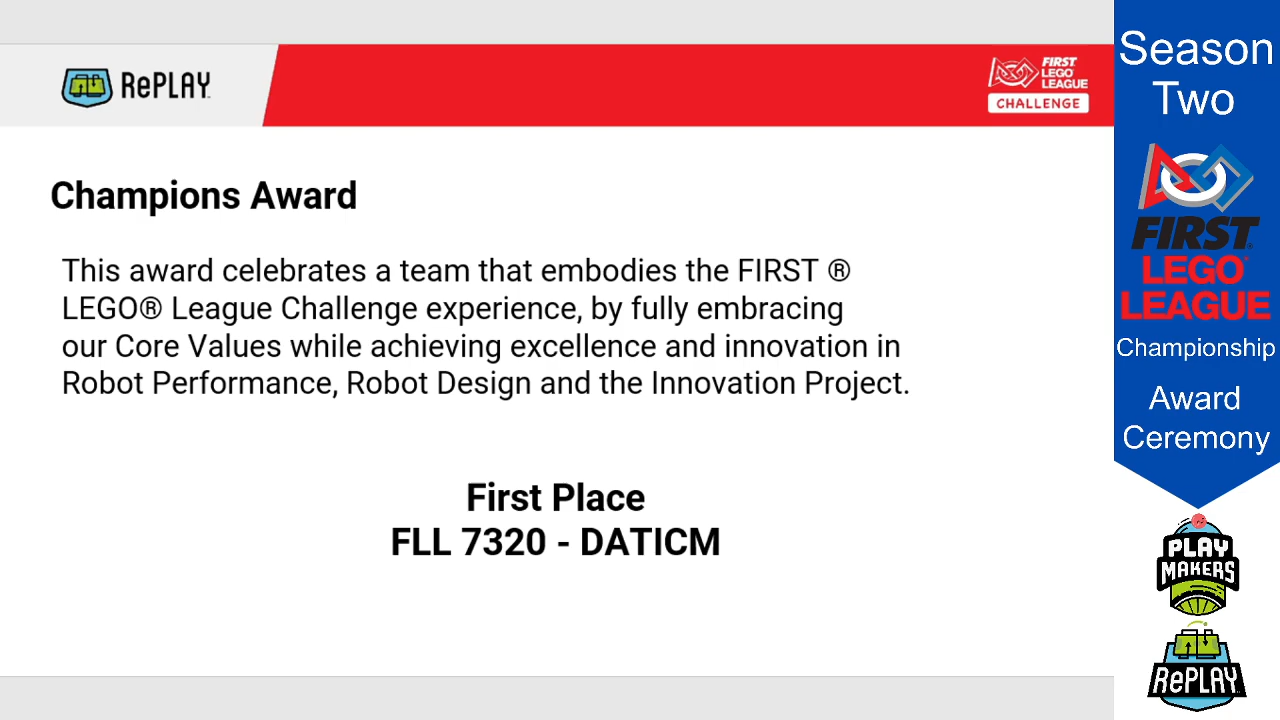 RePLAY
FIRST
LEGO
LEAGUE
CHALLENGE
Champions Award
This award celebrates a team that embodies the FIRST ®
LEGO® League Challenge experience, by fully embracing
our Core Values while achieving excellence and innovation in
Robot Performance, Robot Design and the Innovation Project.
First Place
FLL 7320 - DATICM
Season
Two
FIRST®
LEGO
LEAGUE
Championship
Award
Ceremony
PLAY
MAKERS
RePLAY